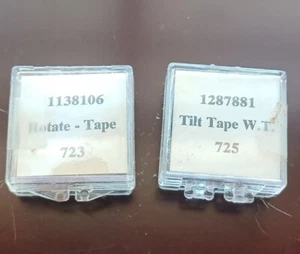 1138106
Rotate - Tape
723
1287881
Tilt Tape W.T.
725